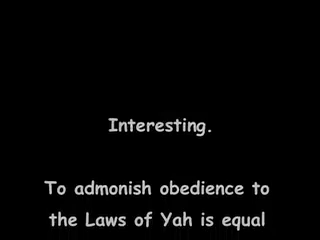 Interesting.
To admonish obedience to
the Laws of Yah is equal